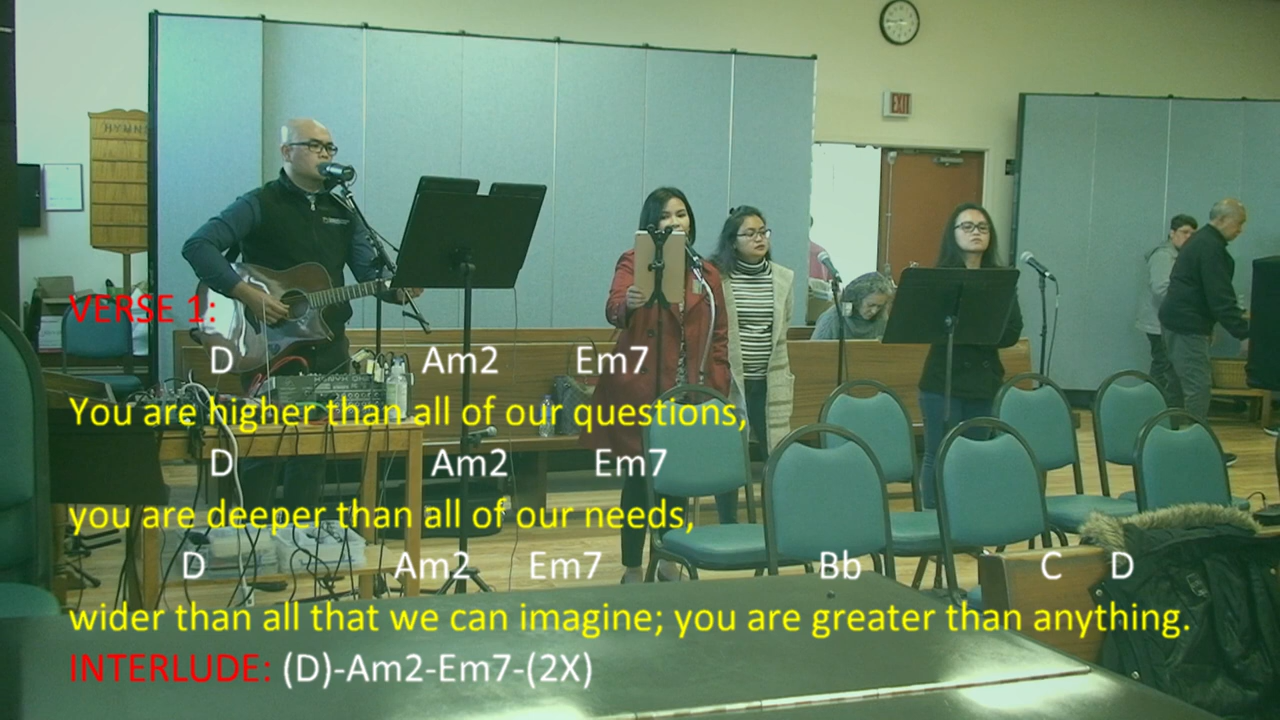 HYMNS
EXIT
VERSE 1:
D Am2 Em7
You are higher than all of our questions,
D Am2 Em7
you are deeper than all of our needs,
D Am2 Em7 Bb C D
wider than all that we can imagine; you are greater than anything.
INTERLUDE: (D)-Am2-Em7-(2X)